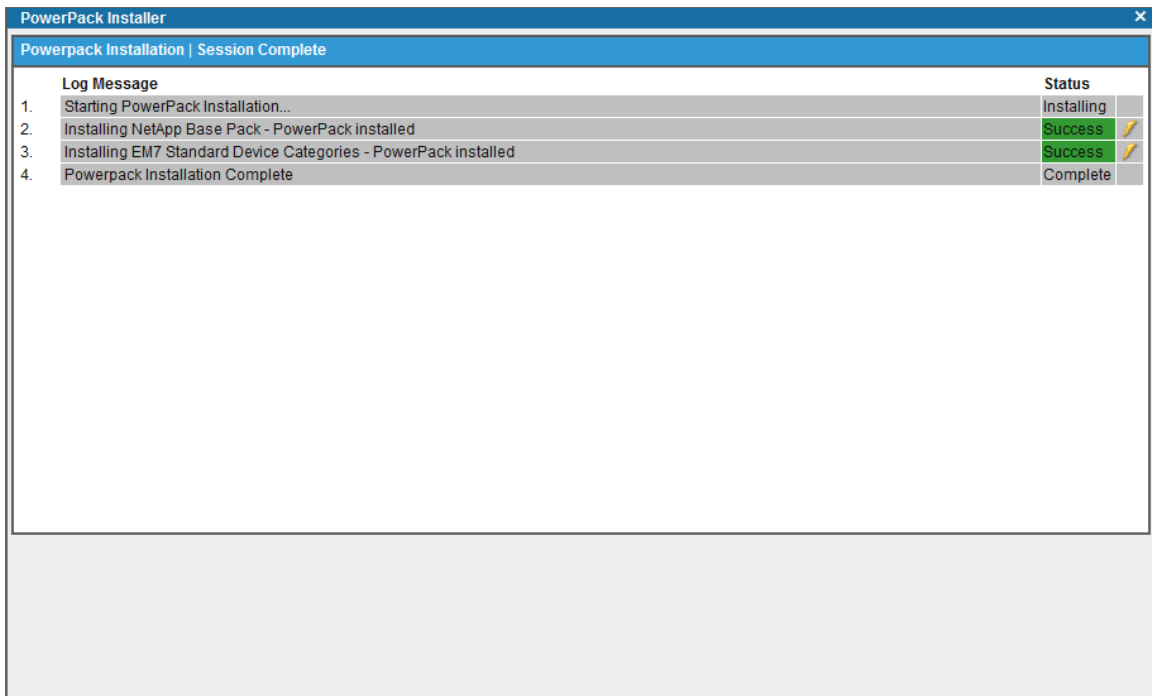 PowerPack Installer
Powerpack Installation | Session Complete
Log Message Status
1. Starting PowerPack Installation... Installing
2. Installing NetApp Base Pack - PowerPack installed Success
3. Installing EM7 Standard Device Categories - PowerPack installed Success
4. Powerpack Installation Complete Complete